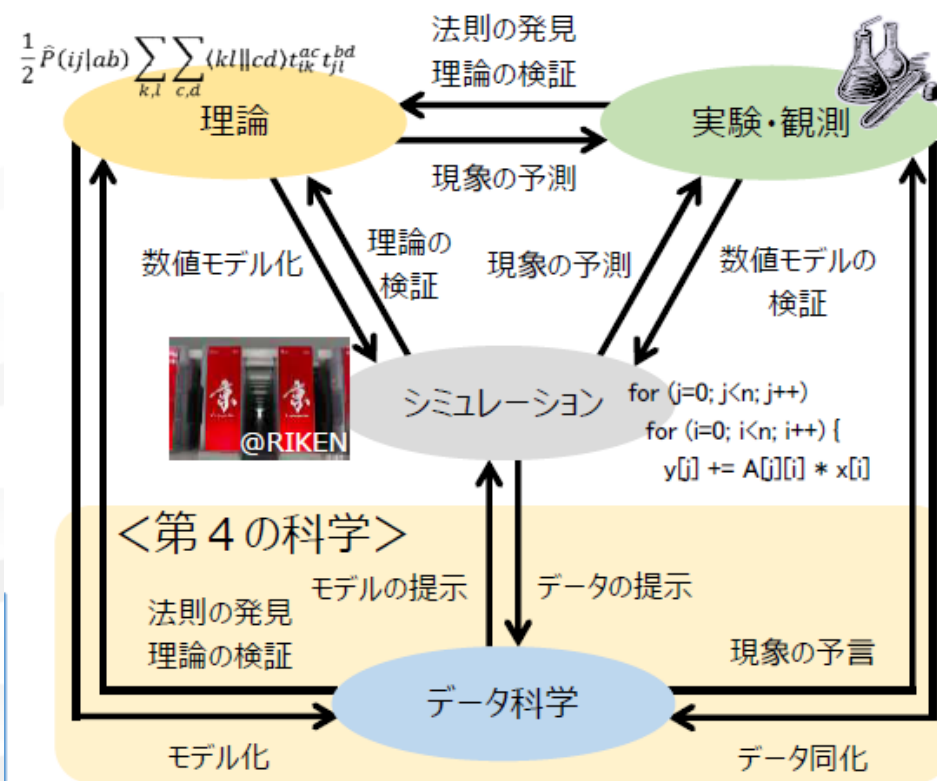 法則の発見
理論の検証
1/2 P̂(ij|ab) ∑k,l ∑c,d ⟨kl||cd⟩t^{ac}_{ik} t^{bd}_{jl}
理論
実験・観測
現象の予測
数値モデル化
理論の
検証
現象の予測
数値モデルの
検証
京
京
@RIKEN
シミュレーション
for (j=0; j<n; j++)
for (i=0; i<n; i++) {
y[j] += A[j][i] * x[i]
<第4の科学>
モデルの提示
データの提示
法則の発見
理論の検証
現象の予言
データ科学
モデル化
データ同化